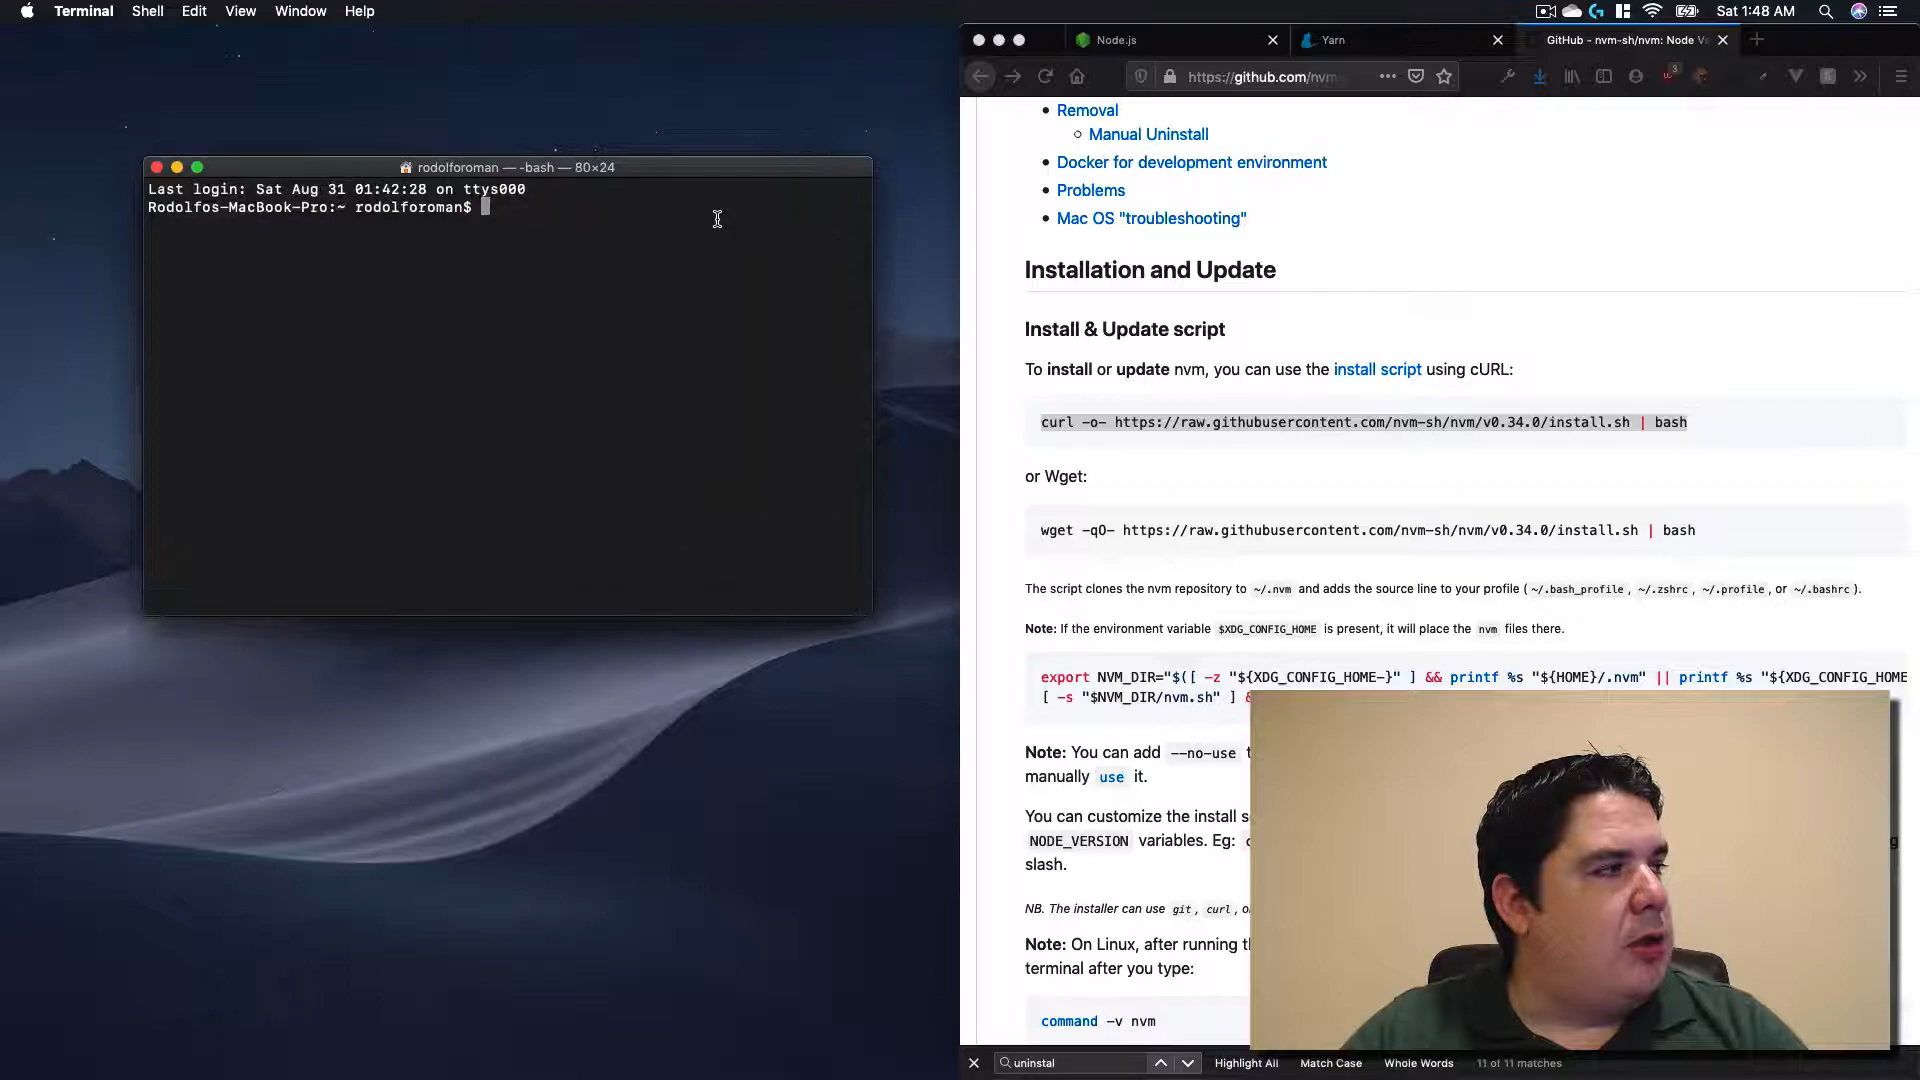 Terminal Shell Edit View Window Help
Sat 1:48 AM
Node.js
Yarn
GitHub - nvm-sh/nvm: Node Ve
https://github.com/nvm-
3
rodolforoman — -bash — 80×24
Last login: Sat Aug 31 01:42:28 on ttys000
Rodolfos-MacBook-Pro:~ rodolforoman$
Removal
Manual Uninstall
Docker for development environment
Problems
Mac OS "troubleshooting"
Installation and Update
Install & Update script
To install or update nvm, you can use the install script using cURL:
curl -o- https://raw.githubusercontent.com/nvm-sh/nvm/v0.34.0/install.sh | bash
or Wget:
wget -qO- https://raw.githubusercontent.com/nvm-sh/nvm/v0.34.0/install.sh | bash
The script clones the nvm repository to ~/.nvm and adds the source line to your profile ( ~/.bash_profile , ~/.zshrc , ~/.profile , or ~/.bashrc ).
Note: If the environment variable $XDG_CONFIG_HOME is present, it will place the nvm files there.
export NVM_DIR="$([ -z "${XDG_CONFIG_HOME-}" ] && printf %s "${HOME}/.nvm" || printf %s "${XDG_CONFIG_HOME
[ -s "$NVM_DIR/nvm.sh" ] &
Note: You can add --no-use t
manually use it.
You can customize the install s
NODE_VERSION variables. Eg: c
slash.
NB. The installer can use git , curl , o
Note: On Linux, after running th
terminal after you type:
command -v nvm
uninstal
Highlight All Match Case Whole Words 11 of 11 matches